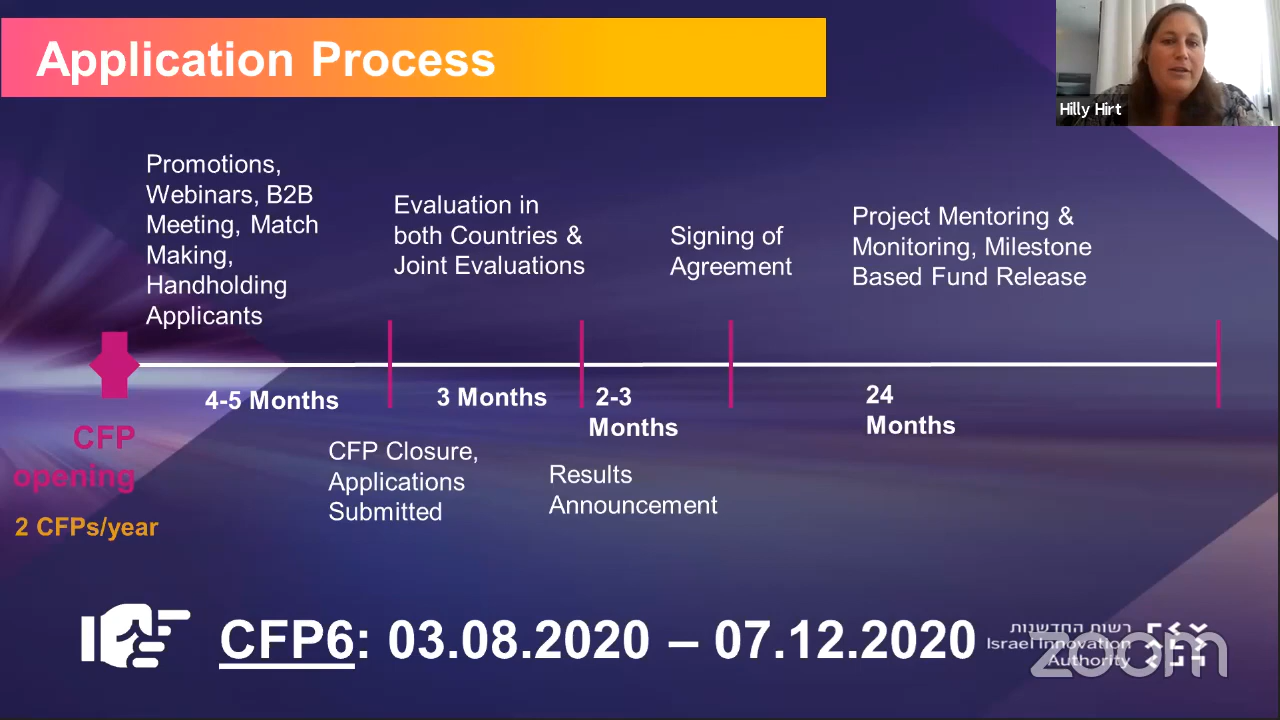 Application Process
Hilly Hirt
Promotions,
Webinars, B2B
Meeting, Match
Making,
Handholding
Applicants
Evaluation in
both Countries &
Joint Evaluations
Signing of
Agreement
Project Mentoring &
Monitoring, Milestone
Based Fund Release
4-5 Months
3 Months
2-3
Months
24
Months
CFP
opening
2 CFPs/year
CFP Closure,
Applications
Submitted
Results
Announcement
CFP6: 03.08.2020 – 07.12.2020
רשות החדשנות
Israel Innovation
Authority
zoom